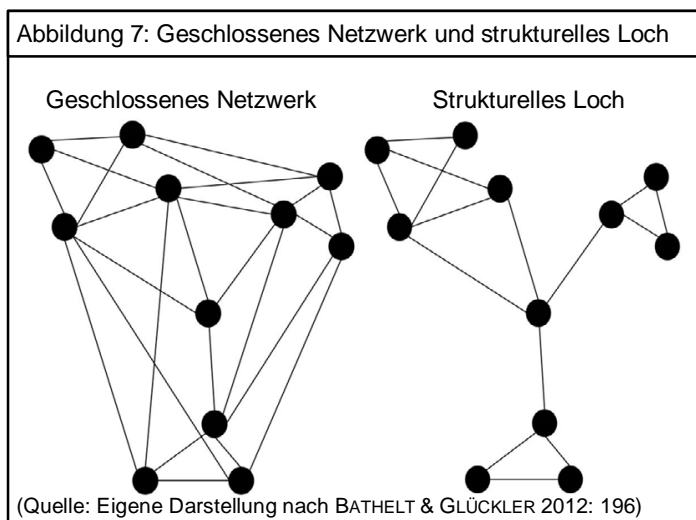 Abbildung 7: Geschlossenes Netzwerk und strukturelles Loch
Geschlossenes Netzwerk
Strukturelles Loch
(Quelle: Eigene Darstellung nach BATHELT & GLÜCKLER 2012: 196)